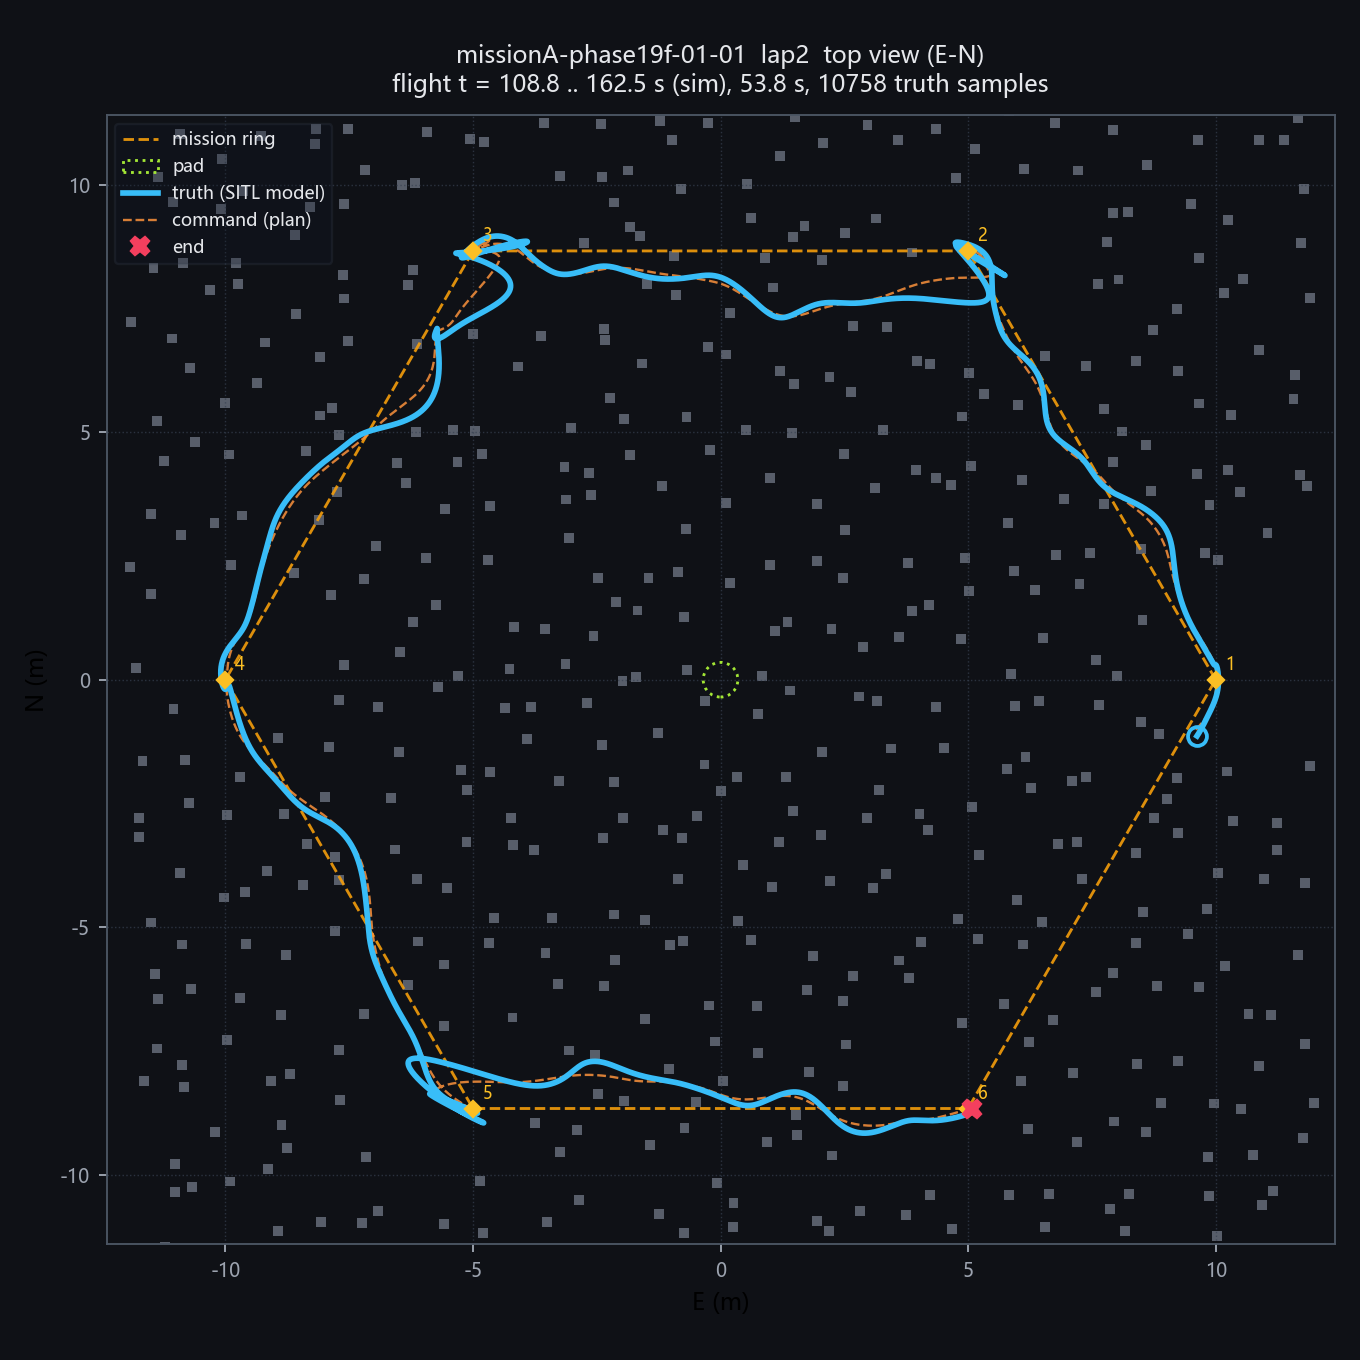 missionA-phase19f-01-01  lap2  top view (E-N)
flight t = 108.8 .. 162.5 s (sim), 53.8 s, 10758 truth samples
mission ring
pad
truth (SITL model)
command (plan)
end
3
2
4
1
5
6
10
5
0
-5
-10
N (m)
-10
-5
0
5
10
E (m)